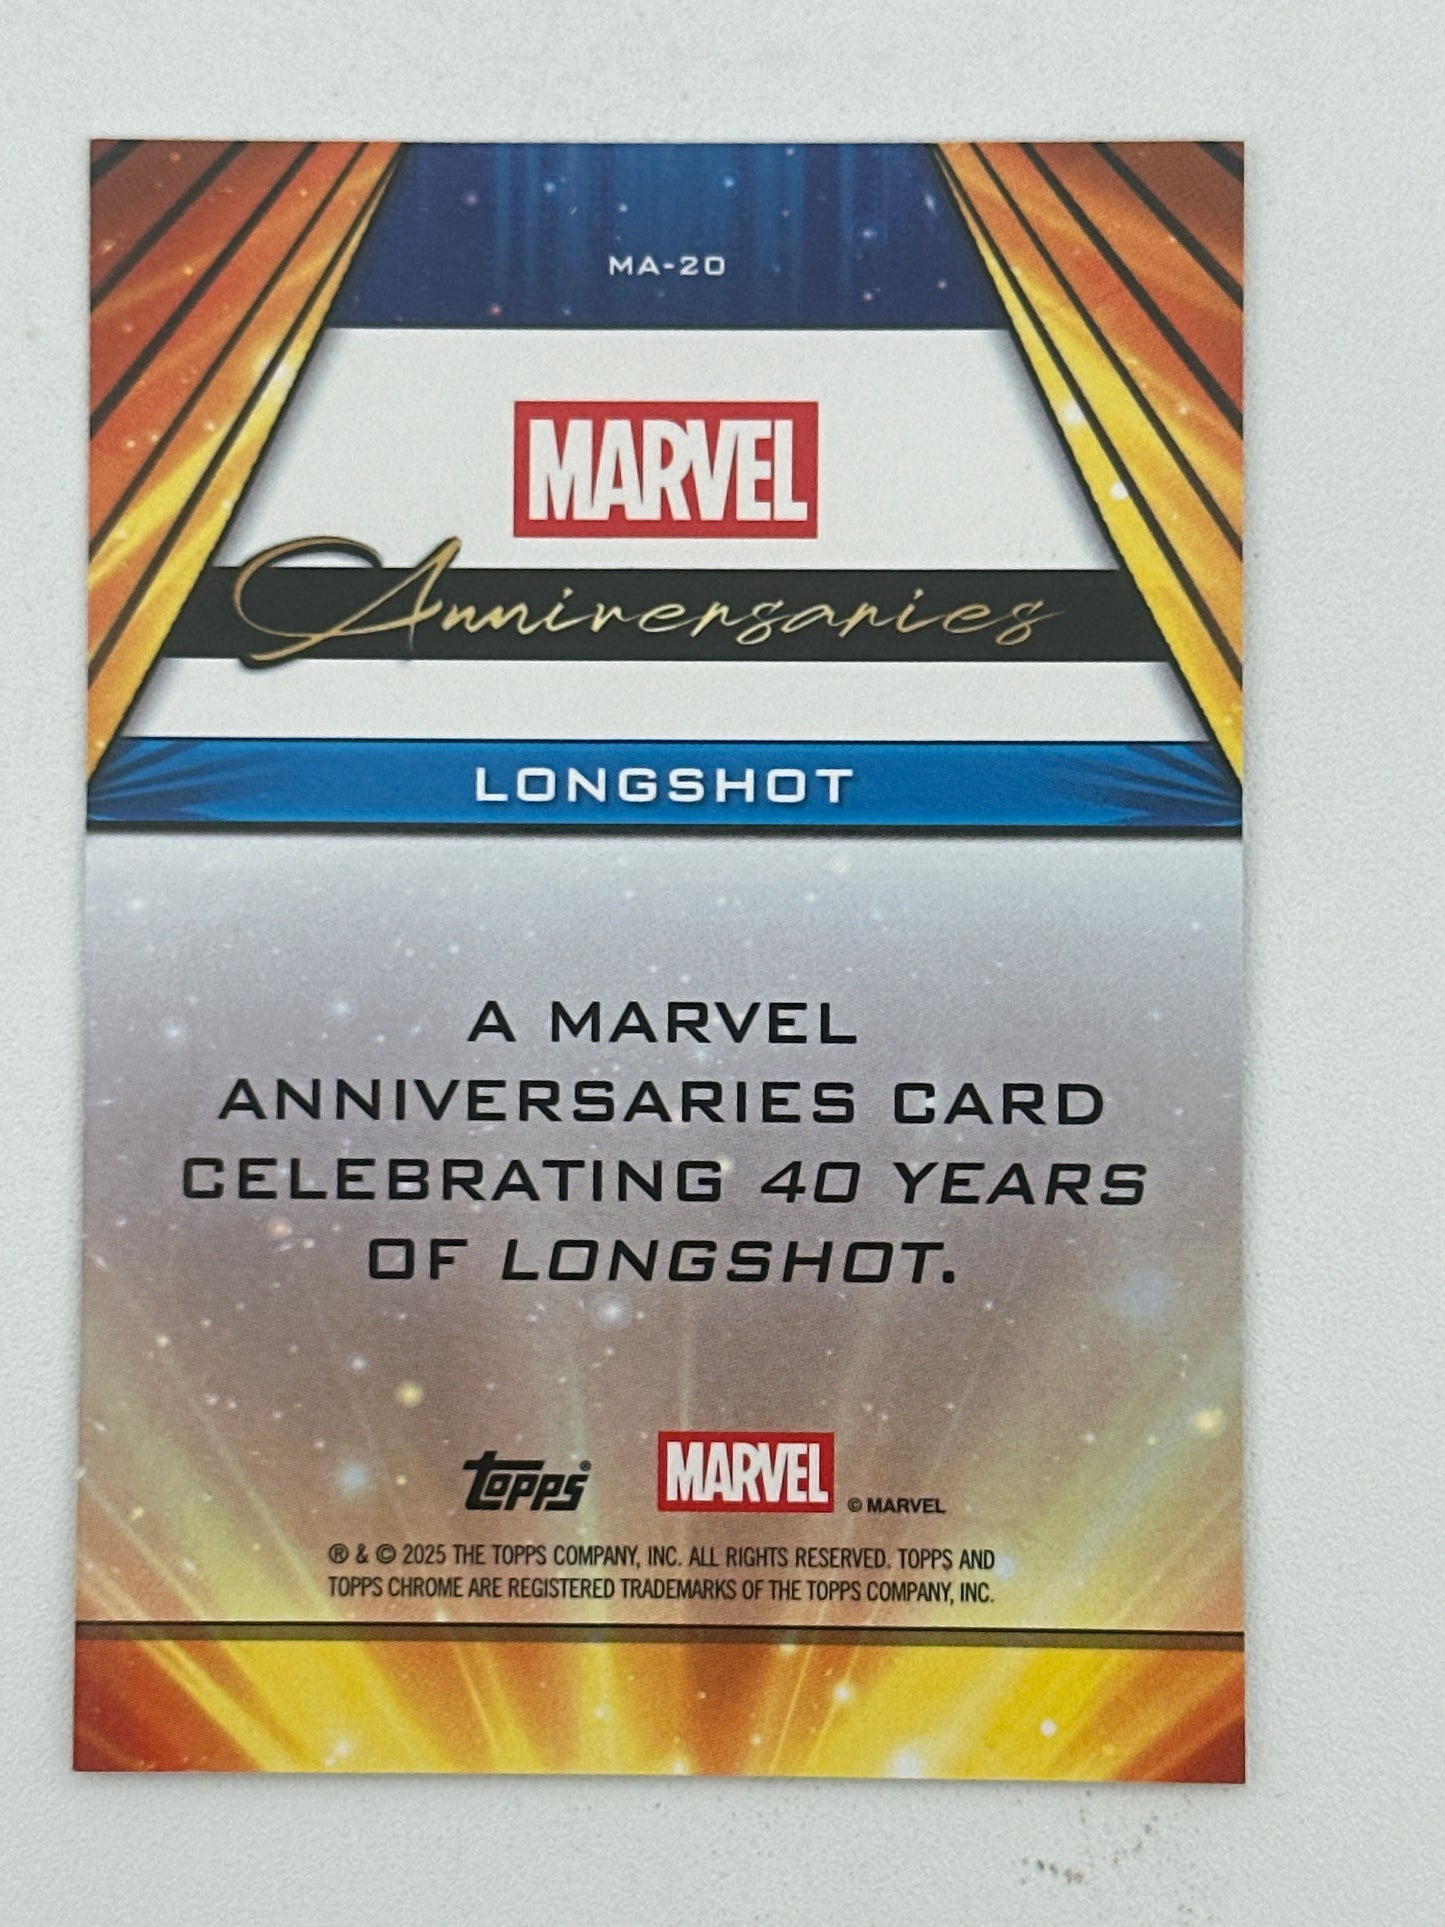 MA-20
MARVEL
Anniversaries
LONGSHOT
A MARVEL
ANNIVERSARIES CARD
CELEBRATING 40 YEARS
OF LONGSHOT.
topps® MARVEL © MARVEL
® & © 2025 THE TOPPS COMPANY, INC. ALL RIGHTS RESERVED. TOPPS AND
TOPPS CHROME ARE REGISTERED TRADEMARKS OF THE TOPPS COMPANY, INC.